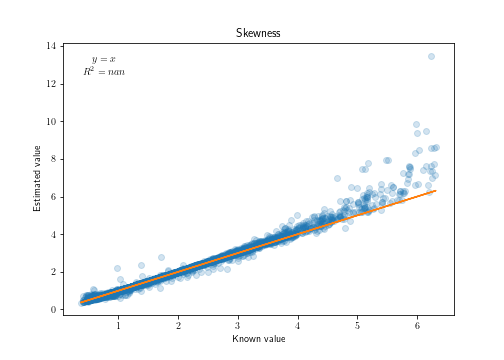 Skewness
y = x
R² = nan
14
12
10
8
6
4
2
0
Estimated value
1 2 3 4 5 6
Known value